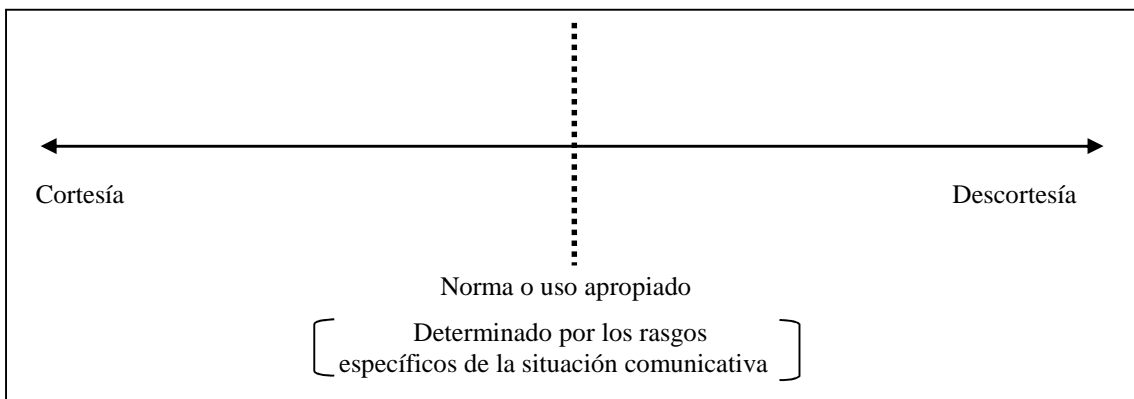 Cortesía
Descortesía
Norma o uso apropiado
Determinado por los rasgos
específicos de la situación comunicativa